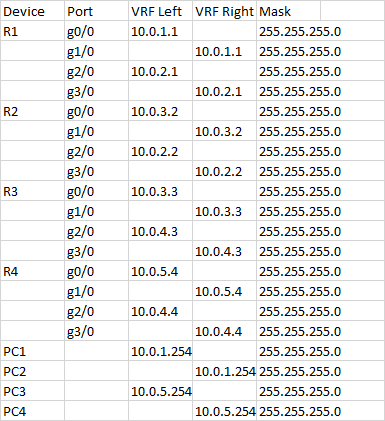 Device Port VRF Left VRF Right Mask
R1 g0/0 10.0.1.1 255.255.255.0
g1/0 10.0.1.1 255.255.255.0
g2/0 10.0.2.1 255.255.255.0
g3/0 10.0.2.1 255.255.255.0
R2 g0/0 10.0.3.2 255.255.255.0
g1/0 10.0.3.2 255.255.255.0
g2/0 10.0.2.2 255.255.255.0
g3/0 10.0.2.2 255.255.255.0
R3 g0/0 10.0.3.3 255.255.255.0
g1/0 10.0.3.3 255.255.255.0
g2/0 10.0.4.3 255.255.255.0
g3/0 10.0.4.3 255.255.255.0
R4 g0/0 10.0.5.4 255.255.255.0
g1/0 10.0.5.4 255.255.255.0
g2/0 10.0.4.4 255.255.255.0
g3/0 10.0.4.4 255.255.255.0
PC1 10.0.1.254 255.255.255.0
PC2 10.0.1.254 255.255.255.0
PC3 10.0.5.254 255.255.255.0
PC4 10.0.5.254 255.255.255.0